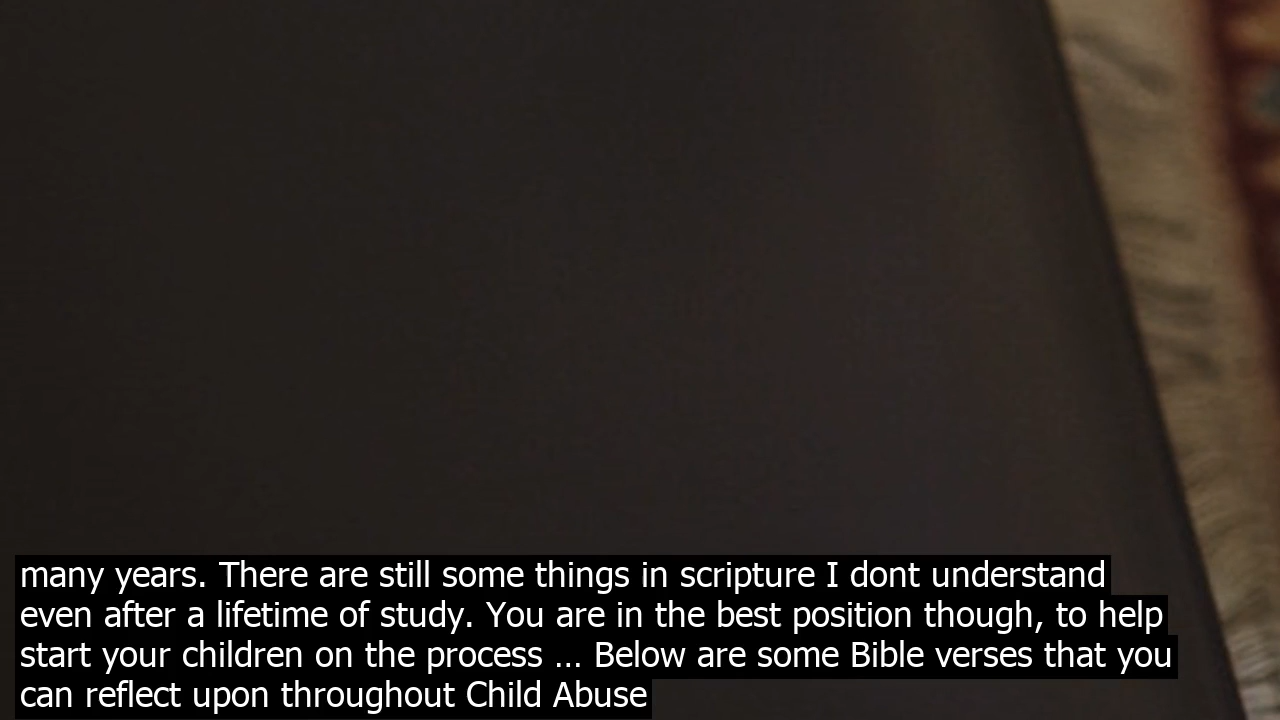 many years. There are still some things in scripture I dont understand
even after a lifetime of study. You are in the best position though, to help
start your children on the process ... Below are some Bible verses that you
can reflect upon throughout Child Abuse